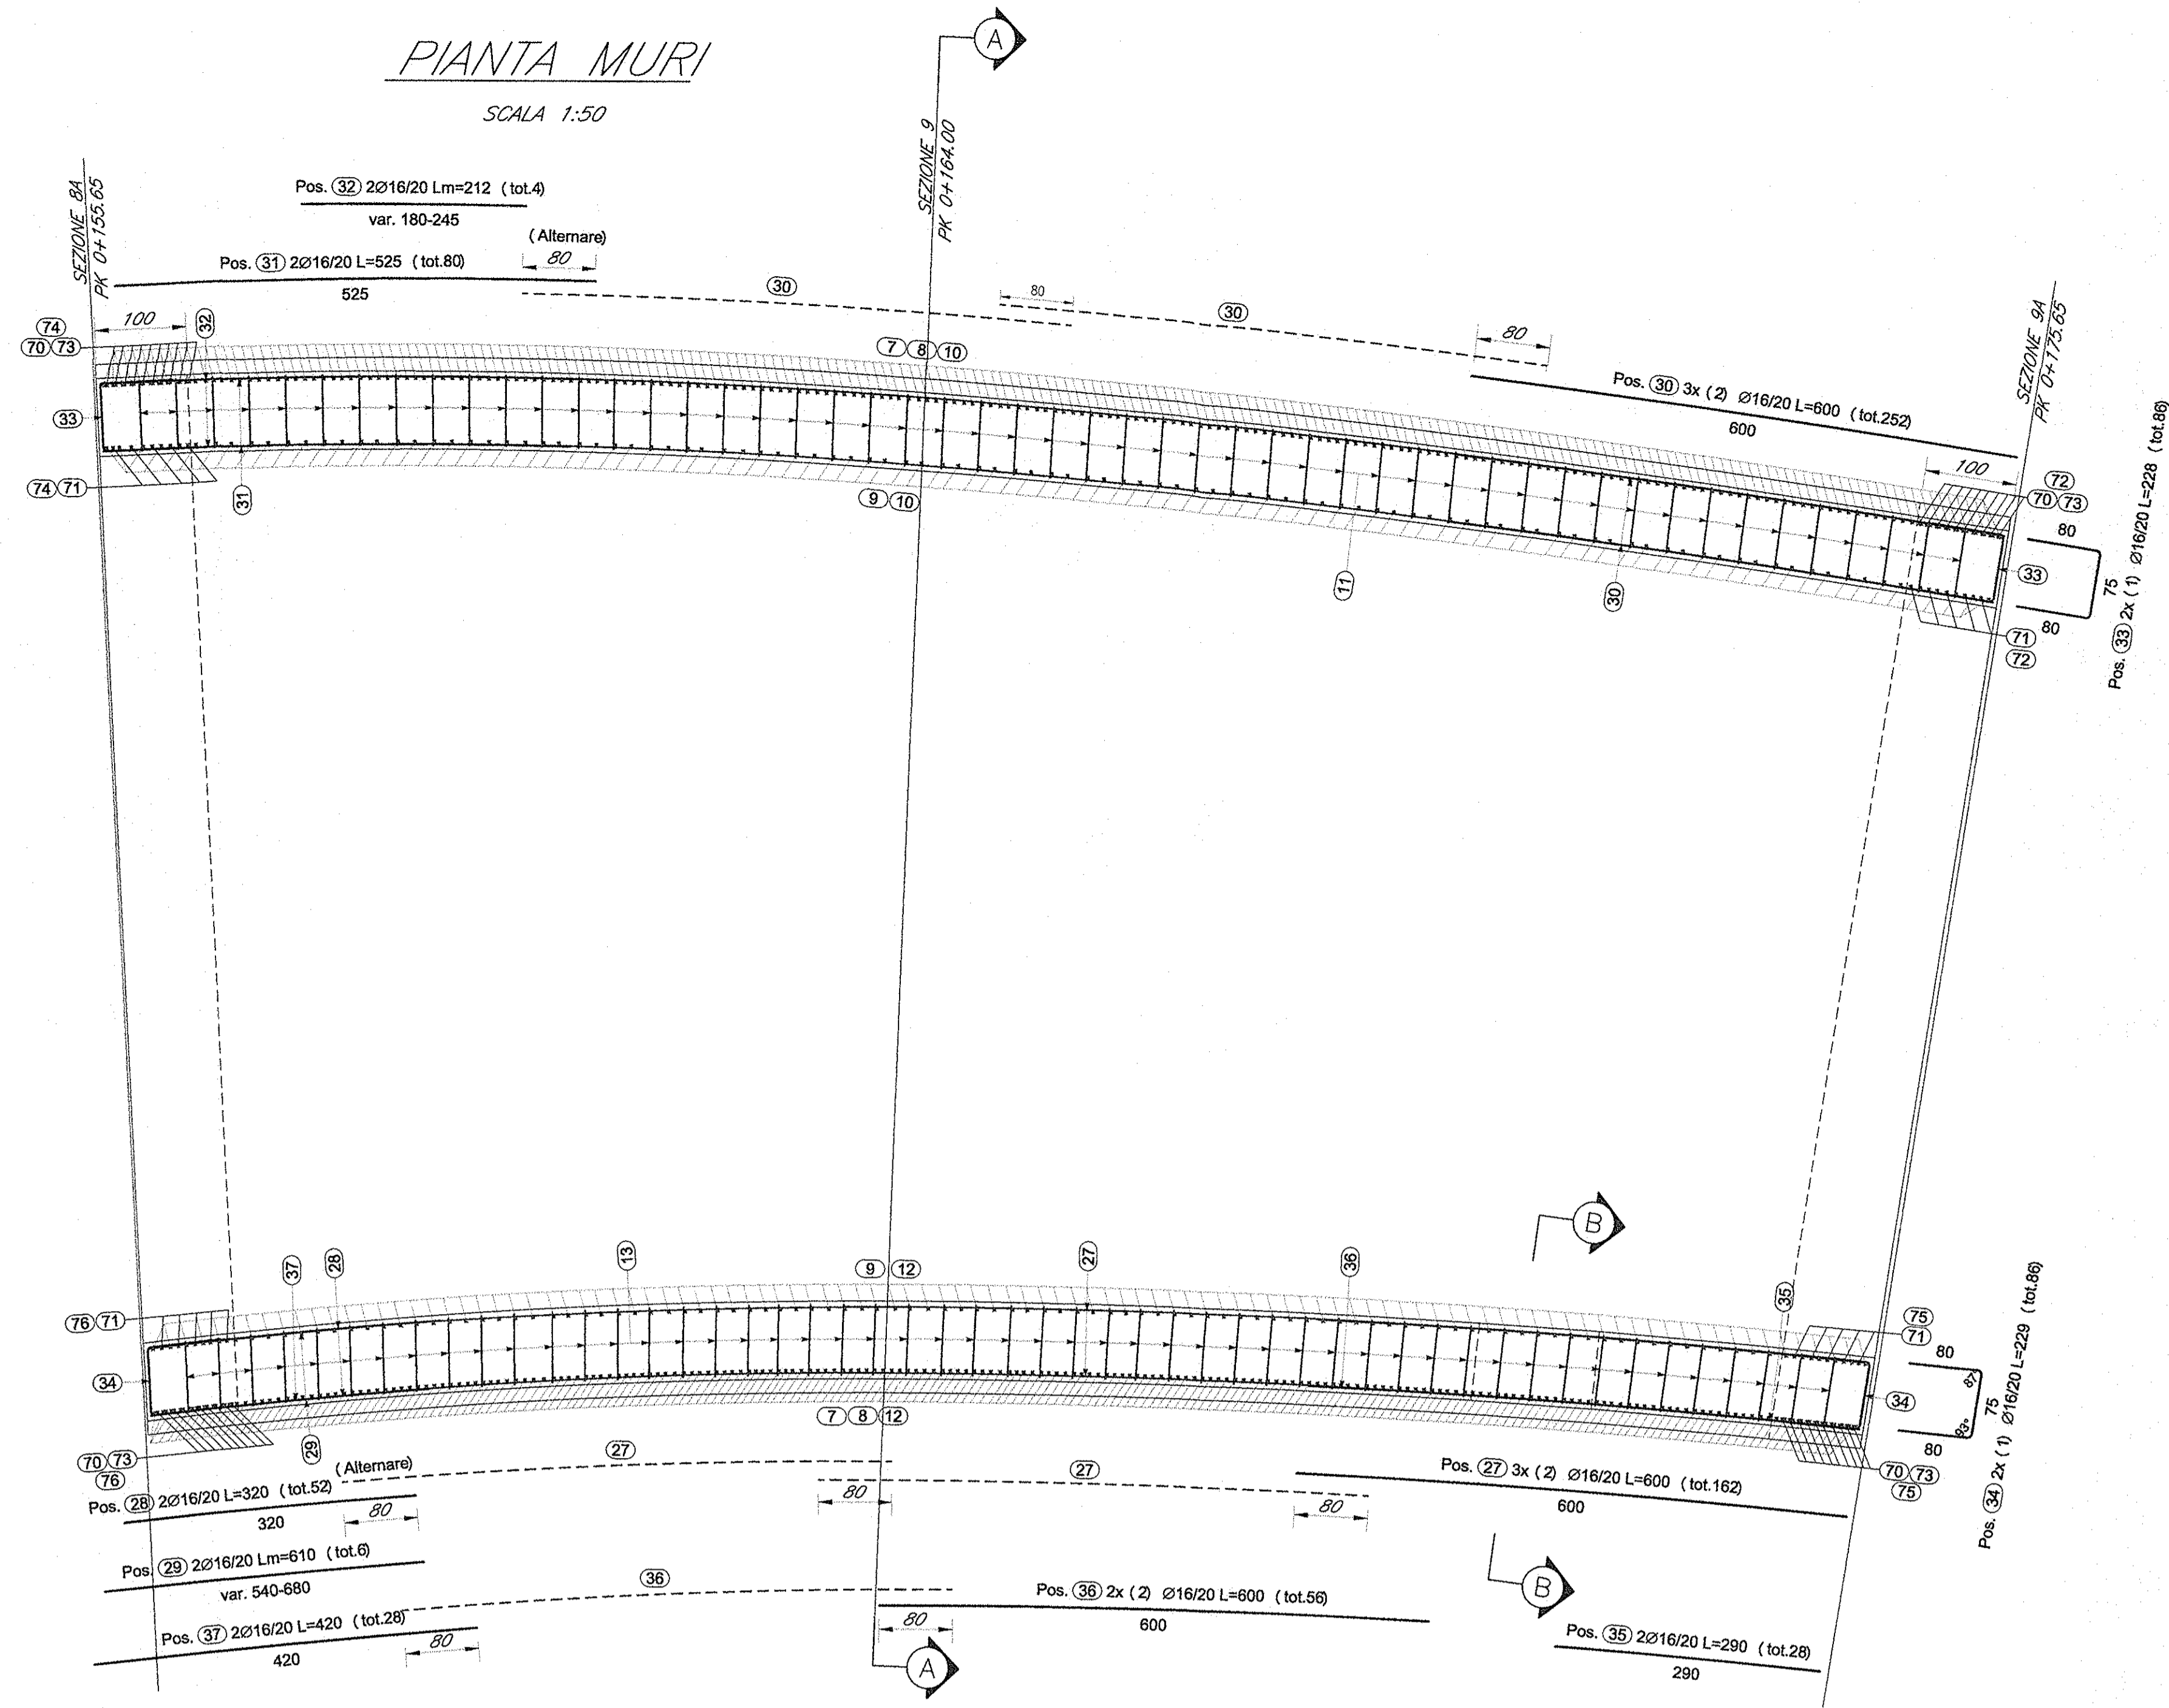 PIANTA MURI
SCALA 1:50
A
SEZIONE 8A
PK 0+155.65
SEZIONE 9
PK 0+164.00
SEZIONE 9A
PK 0+175.65
Pos. 32 2Ø16/20 Lm=212 (tot.4)
var. 180-245
(Alternare)
Pos. 31 2Ø16/20 L=525 (tot.80)
80
525
30
80
30
80
Pos. 30 3x (2) Ø16/20 L=600 (tot.252)
600
74
70 73
100
32
7 8 10
33
74 71
31
9 10
11
30
100
72
70 73
33
71
72
80
75
80
Pos. 33 2x (1) Ø16/20 L=228 (tot.86)
B
37
28
13
9 12
27
36
35
76 71
75
71
34
34
80
87°
75
93°
80
Pos. 34 2x (1) Ø16/20 L=229 (tot.86)
29
7 8 12
70 73
76
70 73
75
(Alternare)
27
27
Pos. 28 2Ø16/20 L=320 (tot.52)
320
80
80
80
Pos. 27 3x (2) Ø16/20 L=600 (tot.162)
600
Pos. 29 2Ø16/20 Lm=610 (tot.6)
var. 540-680
36
Pos. 36 2x (2) Ø16/20 L=600 (tot.56)
600
80
B
Pos. 37 2Ø16/20 L=420 (tot.28)
420
80
A
Pos. 35 2Ø16/20 L=290 (tot.28)
290